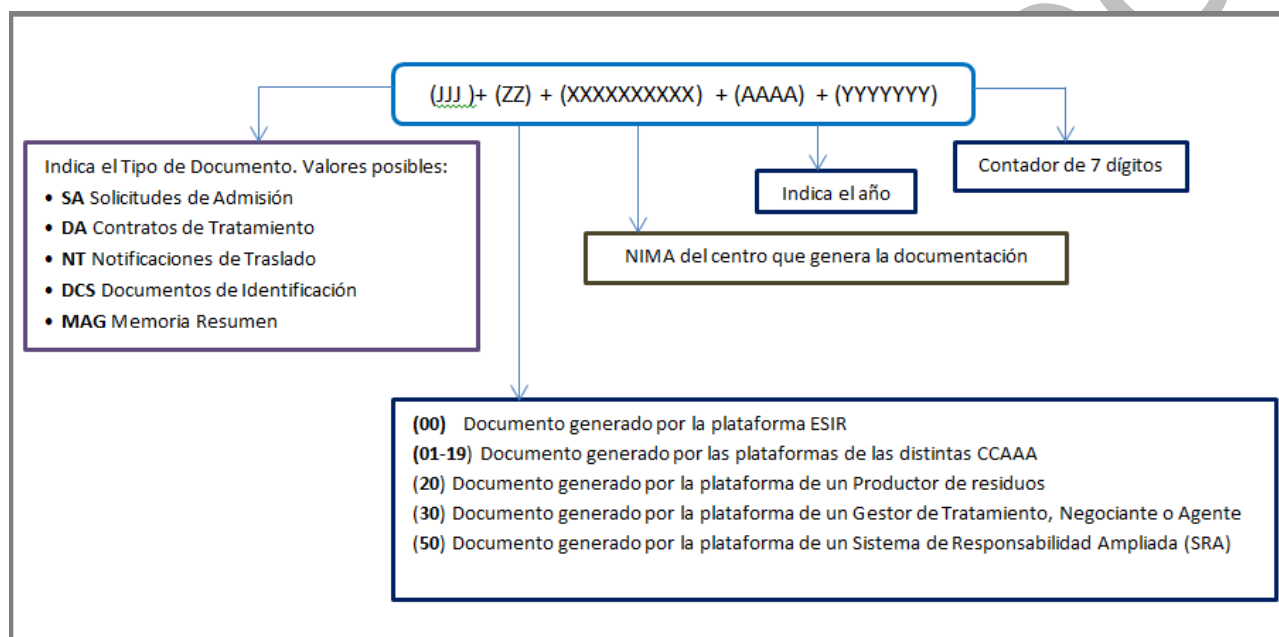 (JJJ )+ (ZZ) + (XXXXXXXXXX) + (AAAA) + (YYYYYYY)
Indica el Tipo de Documento. Valores posibles:
• SA Solicitudes de Admisión
• DA Contratos de Tratamiento
• NT Notificaciones de Traslado
• DCS Documentos de Identificación
• MAG Memoria Resumen
Contador de 7 dígitos
Indica el año
NIMA del centro que genera la documentación
(00) Documento generado por la plataforma ESIR
(01-19) Documento generado por las plataformas de las distintas CCAAA
(20) Documento generado por la plataforma de un Productor de residuos
(30) Documento generado por la plataforma de un Gestor de Tratamiento, Negociante o Agente
(50) Documento generado por la plataforma de un Sistema de Responsabilidad Ampliada (SRA)